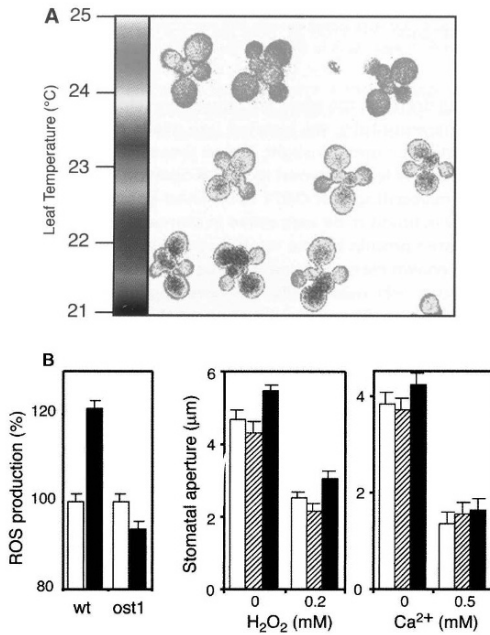 A
Leaf Temperature (°C)
25
24
23
22
21
B
ROS production (%)
120
100
80
wt ost1
Stomatal aperture (μm)
6
4
2
0
0 0.2
H₂O₂ (mM)
4
2
0
0 0.5
Ca²⁺ (mM)